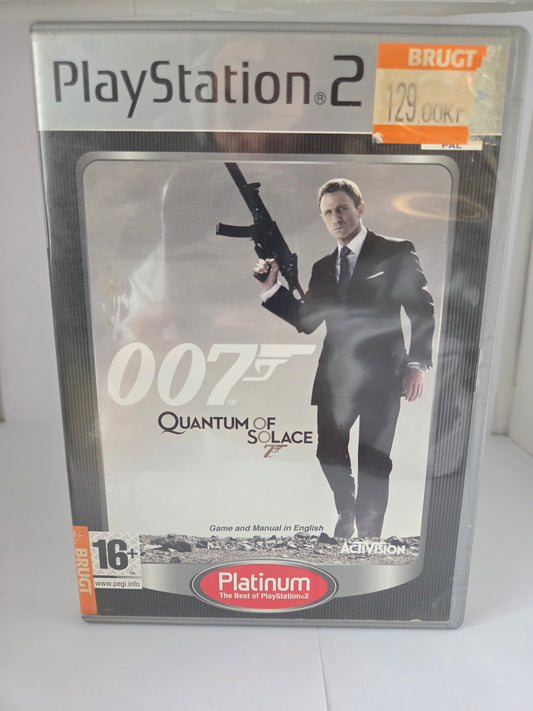 PlayStation®2
BRUGT
129.00Kr
PAL
007
TM
QUANTUM OF
SOLACE
Game and Manual in English
ACTIVISION
16+
www.pegi.info
BRUGT
Platinum
The Best of PlayStation®2